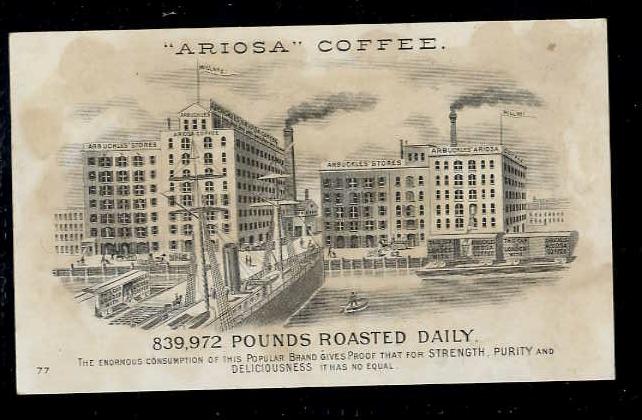 "ARIOSA" COFFEE.
ARBUCKLES
ARIOSA COFFEE
ARBUCKLES' STORES
ARBUCKLES' STORES
ARBUCKLES' ARIOSA
839,972 POUNDS ROASTED DAILY.
THE ENORMOUS CONSUMPTION OF THIS POPULAR BRAND GIVES PROOF THAT FOR STRENGTH, PURITY AND
DELICIOUSNESS IT HAS NO EQUAL.
77